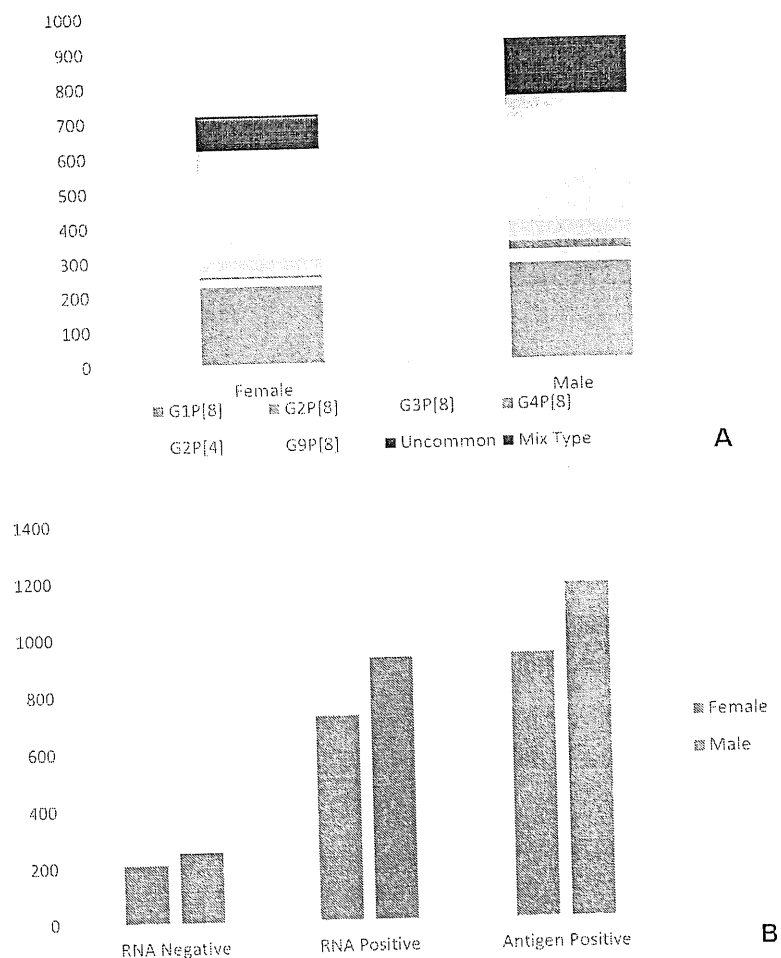 1000
900
800
700
600
500
400
300
200
100
0
Female Male
G1P[8] G2P[8] G3P[8] G4P[8]
G2P[4] G9P[8] Uncommon Mix Type
A
1400
1200
1000
800
600
400
200
0
Female
Male
RNA Negative RNA Positive Antigen Positive
B